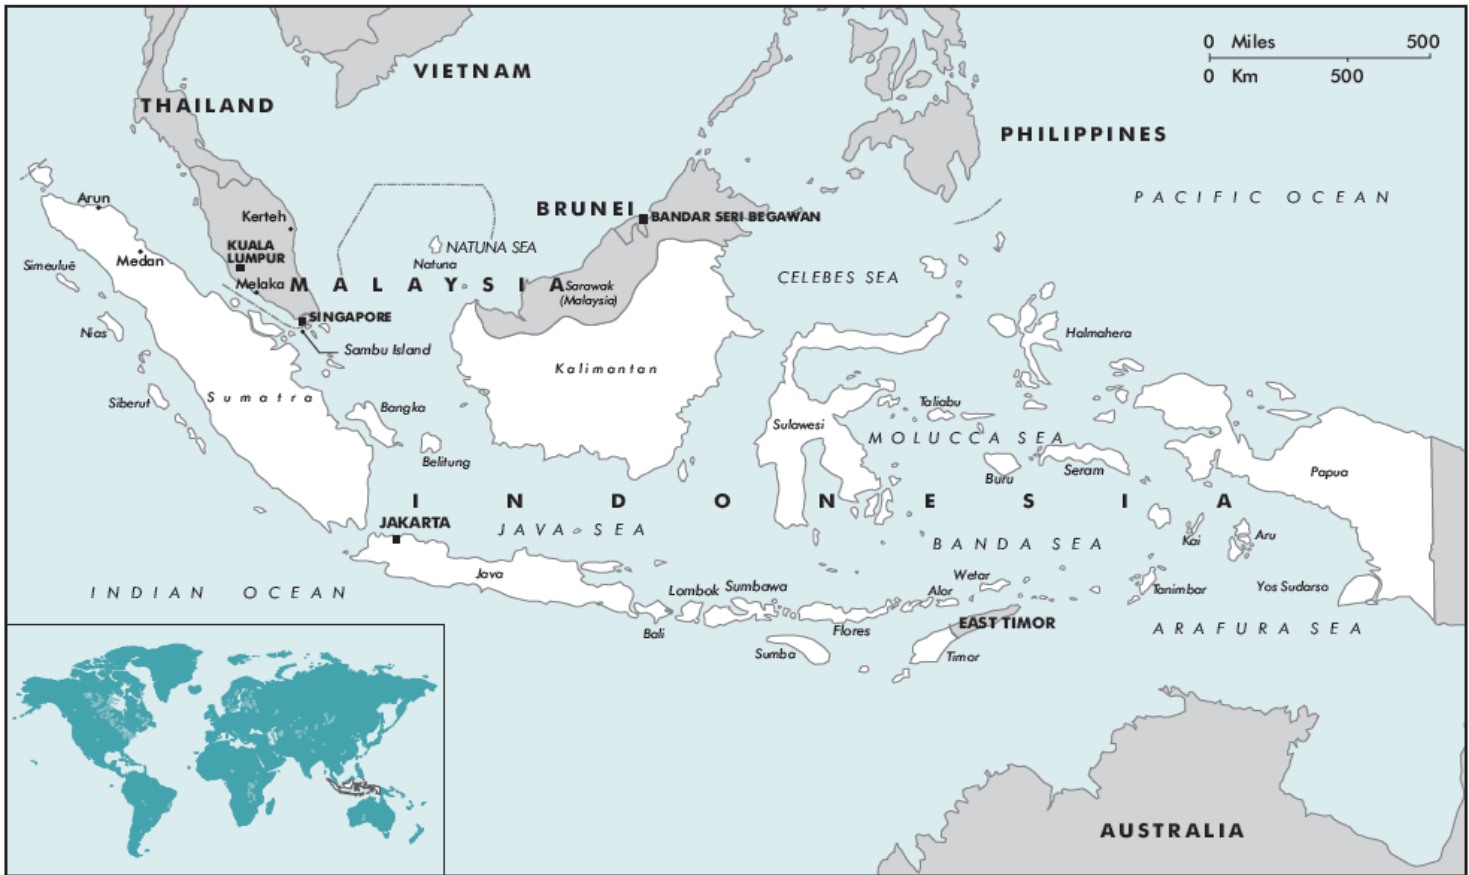 0 Miles 500
0 Km 500
VIETNAM
THAILAND
PHILIPPINES
PACIFIC OCEAN
Arun
Kerteh
BRUNEI
BANDAR SERI BEGAWAN
KUALA
LUMPUR
NATUNA SEA
Medan
Natuna
Simeuluë
CELEBES SEA
Melaka
MALAYSIA
Sarawak
(Malaysia)
SINGAPORE
Nias
Halmahera
Sambu Island
Kalimantan
Sumatra
Siberut
Bangka
Taliabu
Sulawesi
MOLUCCA SEA
Belitung
Seram
Papua
Buru
INDONESIA
JAKARTA
JAVA SEA
Kai
Aru
BANDA SEA
Java
Wetar
Lombok
Sumbawa
Alor
Tanimbar
Yos Sudarso
INDIAN OCEAN
EAST TIMOR
ARAFURA SEA
Bali
Flores
Sumba
Timor
AUSTRALIA